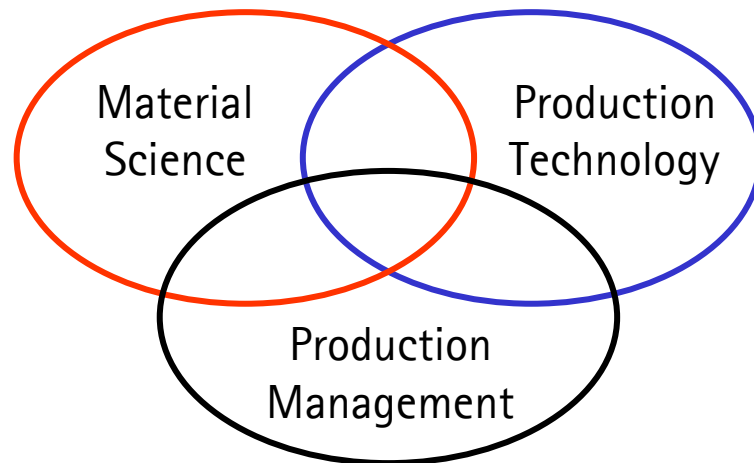 Material
Science
Production
Technology
Production
Management